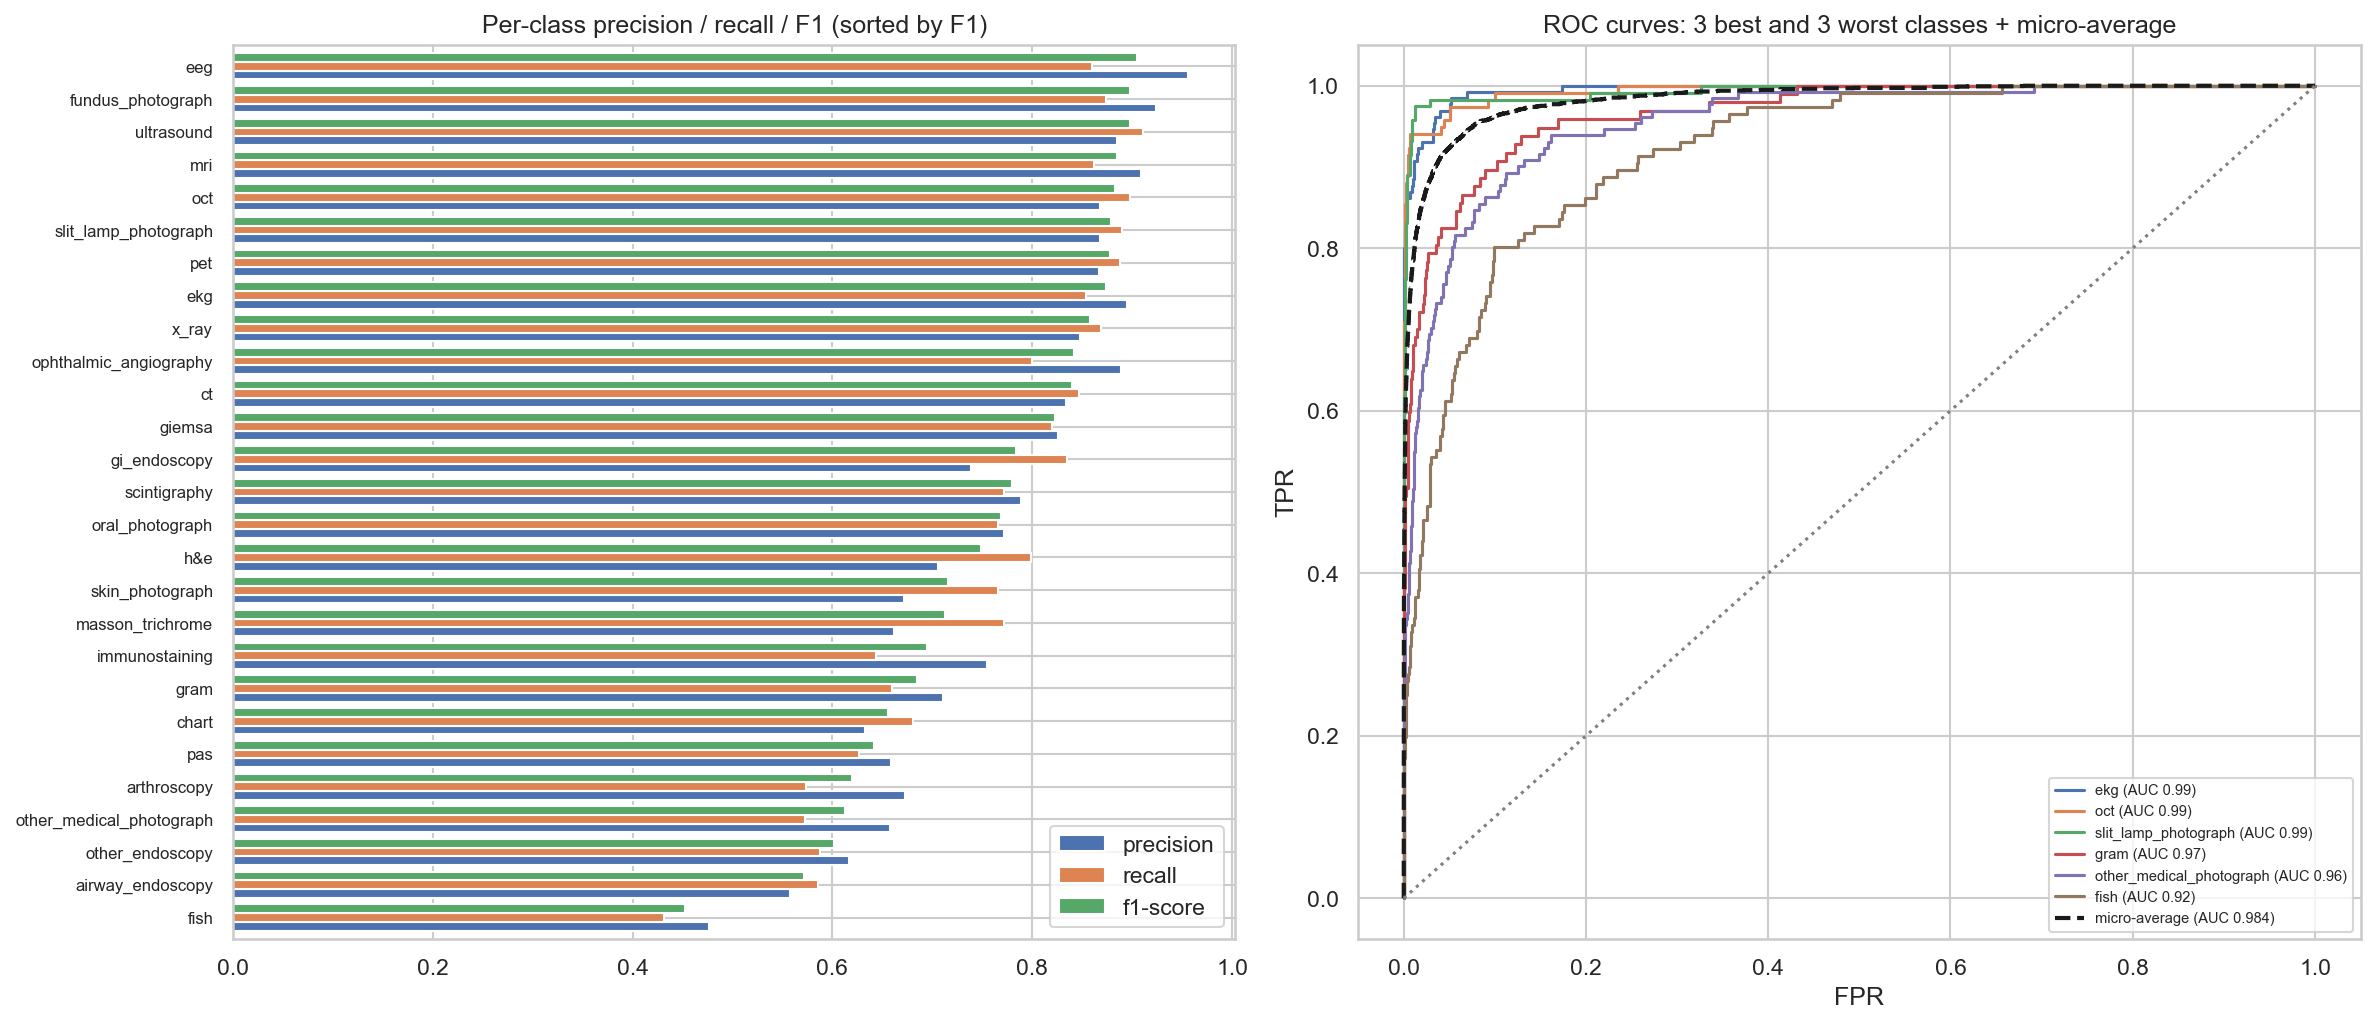 Per-class precision / recall / F1 (sorted by F1)
eeg
fundus_photograph
ultrasound
mri
oct
slit_lamp_photograph
pet
ekg
x_ray
ophthalmic_angiography
ct
giemsa
gi_endoscopy
scintigraphy
oral_photograph
h&e
skin_photograph
masson_trichrome
immunostaining
gram
chart
pas
arthroscopy
other_medical_photograph
other_endoscopy
airway_endoscopy
fish
precision
recall
f1-score
0.0 0.2 0.4 0.6 0.8 1.0
ROC curves: 3 best and 3 worst classes + micro-average
TPR
1.0
0.8
0.6
0.4
0.2
0.0
ekg (AUC 0.99)
oct (AUC 0.99)
slit_lamp_photograph (AUC 0.99)
gram (AUC 0.97)
other_medical_photograph (AUC 0.96)
fish (AUC 0.92)
micro-average (AUC 0.984)
0.0 0.2 0.4 0.6 0.8 1.0
FPR